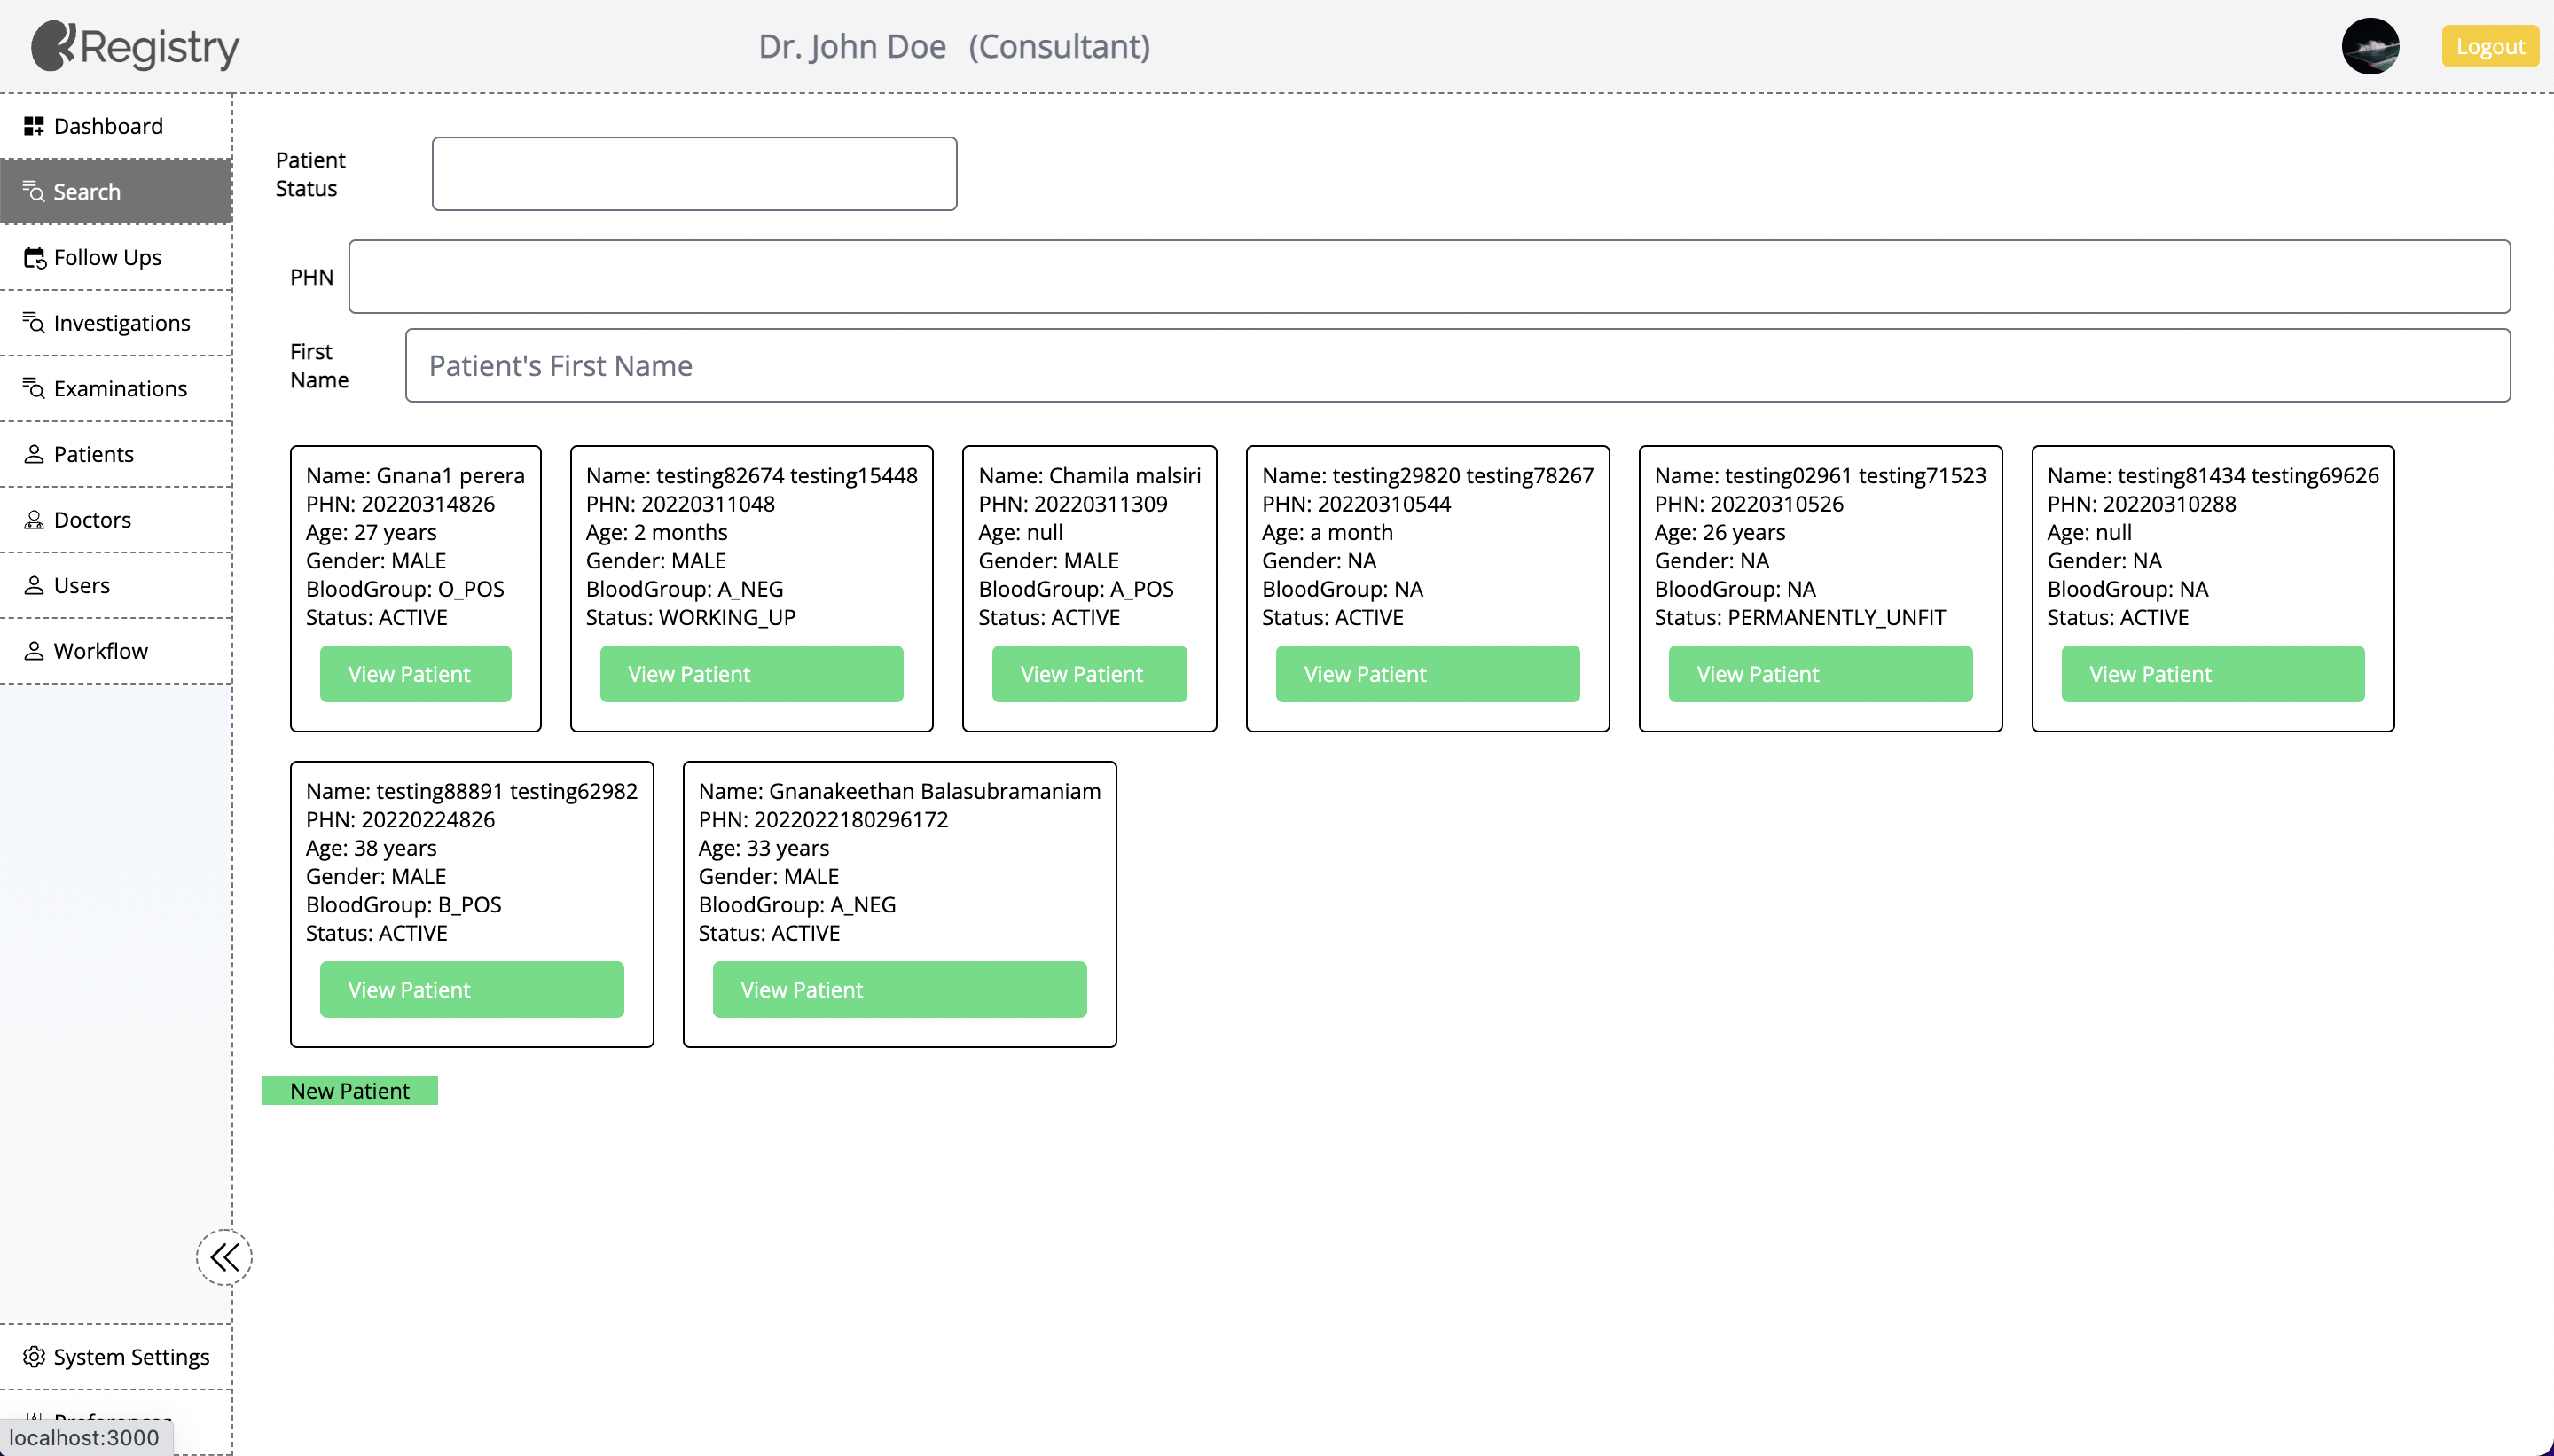 Registry
Dr. John Doe (Consultant)
Logout
Dashboard
Search
Follow Ups
Investigations
Examinations
Patients
Doctors
Users
Workflow
System Settings
Preferences
localhost:3000
Patient
Status
PHN
First
Name
Patient's First Name
Name: Gnana1 perera
PHN: 20220314826
Age: 27 years
Gender: MALE
BloodGroup: O_POS
Status: ACTIVE
View Patient
Name: testing82674 testing15448
PHN: 20220311048
Age: 2 months
Gender: MALE
BloodGroup: A_NEG
Status: WORKING_UP
View Patient
Name: Chamila malsiri
PHN: 20220311309
Age: null
Gender: MALE
BloodGroup: A_POS
Status: ACTIVE
View Patient
Name: testing29820 testing78267
PHN: 20220310544
Age: a month
Gender: NA
BloodGroup: NA
Status: ACTIVE
View Patient
Name: testing02961 testing71523
PHN: 20220310526
Age: 26 years
Gender: NA
BloodGroup: NA
Status: PERMANENTLY_UNFIT
View Patient
Name: testing81434 testing69626
PHN: 20220310288
Age: null
Gender: NA
BloodGroup: NA
Status: ACTIVE
View Patient
Name: testing88891 testing62982
PHN: 20220224826
Age: 38 years
Gender: MALE
BloodGroup: B_POS
Status: ACTIVE
View Patient
Name: Gnanakeethan Balasubramaniam
PHN: 2022022180296172
Age: 33 years
Gender: MALE
BloodGroup: A_NEG
Status: ACTIVE
View Patient
New Patient